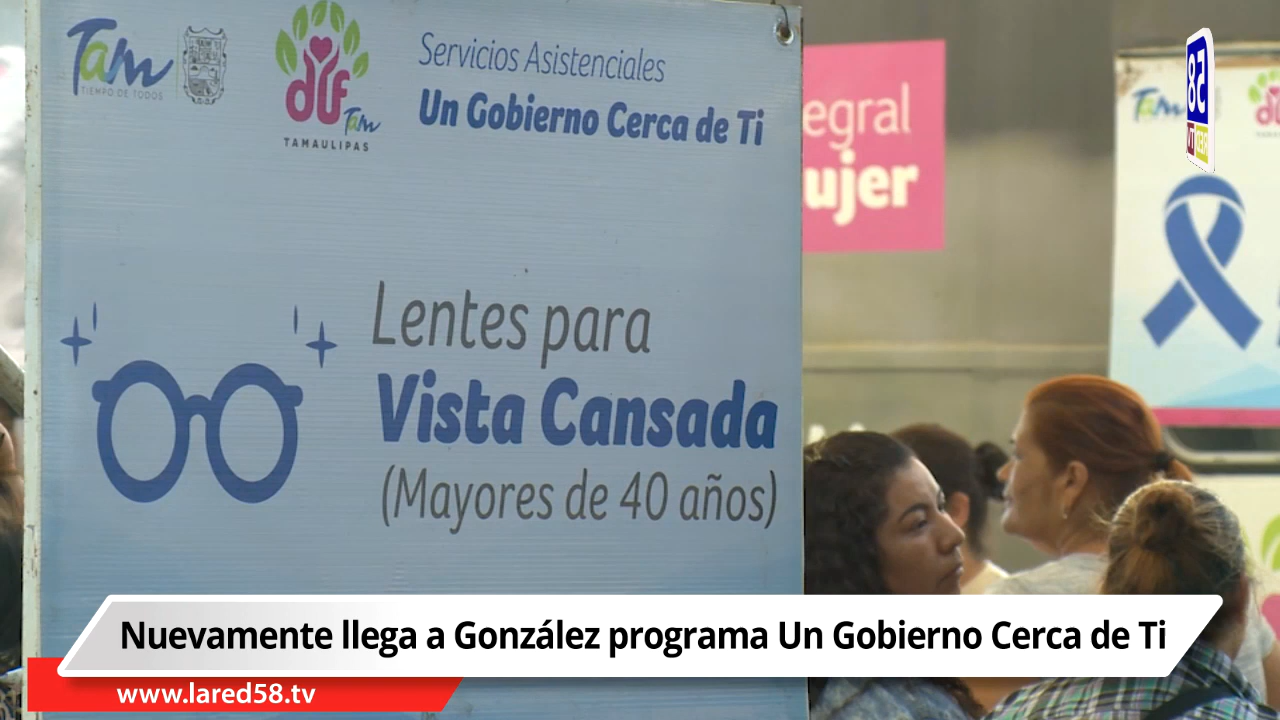 Tam
TIEMPO DE TODOS
dif
Tam
TAMAULIPAS
Servicios Asistenciales
Un Gobierno Cerca de Ti
egral
ujer
Tam
58
Lentes para
Vista Cansada
(Mayores de 40 años)
Nuevamente llega a González programa Un Gobierno Cerca de Ti
www.lared58.tv